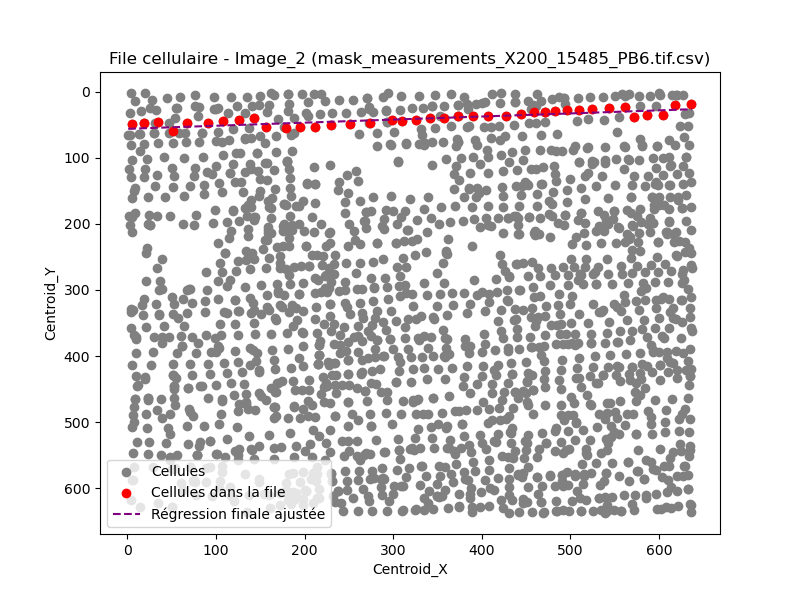 File cellulaire - Image_2 (mask_measurements_X200_15485_PB6.tif.csv)
Centroid_Y
0
100
200
300
400
500
600
Cellules
Cellules dans la file
Régression finale ajustée
0 100 200 300 400 500 600
Centroid_X